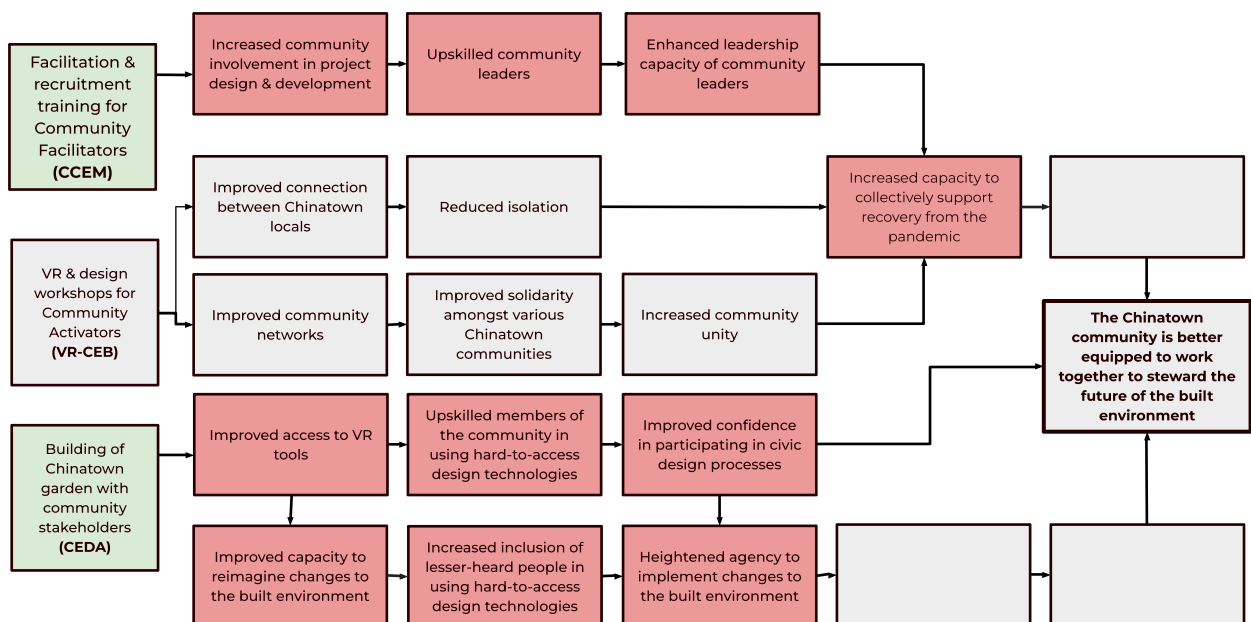 Facilitation &
recruitment
training for
Community
Facilitators
(CCEM)
Increased community
involvement in project
design & development
Upskilled community
leaders
Enhanced leadership
capacity of community
leaders
VR & design
workshops for
Community
Activators
(VR-CEB)
Improved connection
between Chinatown
locals
Reduced isolation
Increased capacity to
collectively support
recovery from the
pandemic
Improved community
networks
Improved solidarity
amongst various
Chinatown
communities
Increased community
unity
The Chinatown
community is better
equipped to work
together to steward the
future of the built
environment
Building of
Chinatown
garden with
community
stakeholders
(CEDA)
Improved access to VR
tools
Upskilled members of
the community in
using hard-to-access
design technologies
Improved confidence
in participating in civic
design processes
Improved capacity to
reimagine changes to
the built environment
Increased inclusion of
lesser-heard people in
using hard-to-access
design technologies
Heightened agency to
implement changes to
the built environment